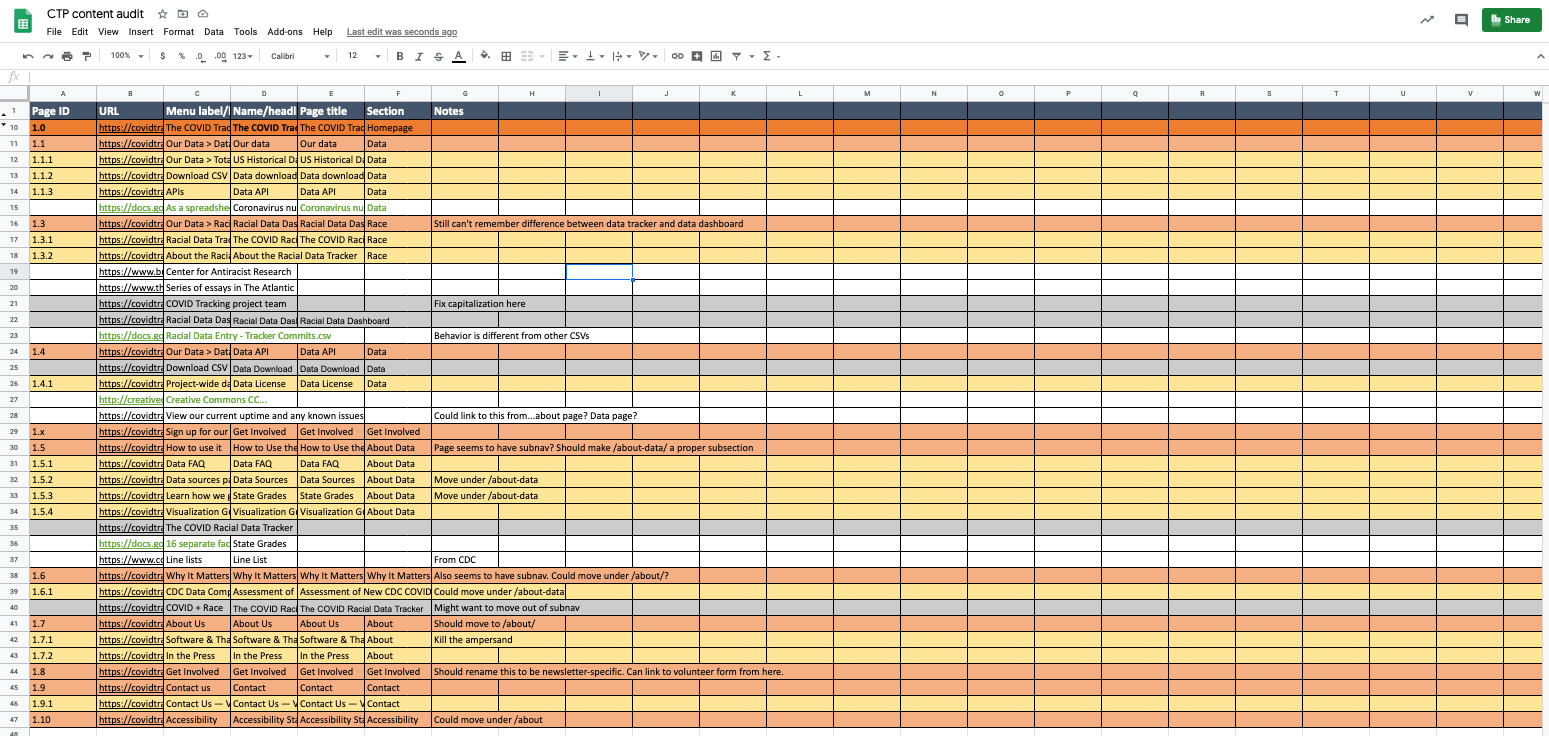 CTP content audit
File Edit View Insert Format Data Tools Add-ons Help Last edit was seconds ago
Share
100% $ % .0 .00 123 Calibri 12 B I S A
fx
A B C D E F G H I J K L M N O P Q R S T U V W
1 Page ID URL Menu label/ Name/headl Page title Section Notes
10 1.0 https://covidtra The COVID Trac The COVID Trac The COVID Trac Homepage
11 1.1 https://covidtra Our Data > Data Our data Our data Data
12 1.1.1 https://covidtra Our Data > Tota US Historical Da US Historical Da Data
13 1.1.2 https://covidtra Download CSV Data download Data download Data
14 1.1.3 https://covidtra APIs Data API Data API Data
15 https://docs.go As a spreadshe Coronavirus nu Coronavirus nu Data
16 1.3 https://covidtra Our Data > Raci Racial Data Das Racial Data Das Race Still can't remember difference between data tracker and data dashboard
17 1.3.1 https://covidtra Racial Data Trac The COVID Raci The COVID Raci Race
18 1.3.2 https://covidtra About the Racia About the Racial Data Tracker Race
19 https://www.bu Center for Antiracist Research
20 https://www.th Series of essays in The Atlantic
21 https://covidtra COVID Tracking project team Fix capitalization here
22 https://covidtra Racial Data Das Racial Data Dasl Racial Data Dashboard
23 https://docs.go Racial Data Entry - Tracker Commits.csv Behavior is different from other CSVs
24 1.4 https://covidtra Our Data > Data Data API Data API Data
25 https://covidtra Download CSV Data Download Data Download Data
26 1.4.1 https://covidtra Project-wide da Data License Data License Data
27 http://creative Creative Commons CC...
28 https://covidtra View our current uptime and any known issues Could link to this from...about page? Data page?
29 1.x https://covidtra Sign up for our Get Involved Get Involved Get Involved
30 1.5 https://covidtra How to use it How to Use the How to Use the About Data Page seems to have subnav? Should make /about-data/ a proper subsection
31 1.5.1 https://covidtra Data FAQ Data FAQ Data FAQ About Data
32 1.5.2 https://covidtra Data sources pa Data Sources Data Sources About Data Move under /about-data
33 1.5.3 https://covidtra Learn how we g State Grades State Grades About Data Move under /about-data
34 1.5.4 https://covidtra Visualization Gu Visualization Gu Visualization Gu About Data
35 https://covidtra The COVID Racial Data Tracker
36 https://docs.go 16 separate fac State Grades
37 https://www.co Line lists Line List From CDC
38 1.6 https://covidtra Why It Matters Why It Matters Why It Matters Why It Matters Also seems to have subnav. Could move under /about/?
39 1.6.1 https://covidtra CDC Data Comp Assessment of Assessment of New CDC COVID Could move under /about-data
40 https://covidtra COVID + Race The COVID Raci The COVID Racial Data Tracker Might want to move out of subnav
41 1.7 https://covidtra About Us About Us About Us About Should move to /about/
42 1.7.1 https://covidtra Software & Tha Software & Tha Software & Tha About Kill the ampersand
43 1.7.2 https://covidtra In the Press In the Press In the Press About
44 1.8 https://covidtra Get Involved Get Involved Get Involved Get Involved Should rename this to be newsletter-specific. Can link to volunteer form from here.
45 1.9 https://covidtra Contact us Contact Contact Contact
46 1.9.1 https://covidtra Contact Us — V Contact Us — V Contact Us — V Contact
47 1.10 https://covidtra Accessibility Accessibility Sta Accessibility Sta Accessibility Could move under /about
48